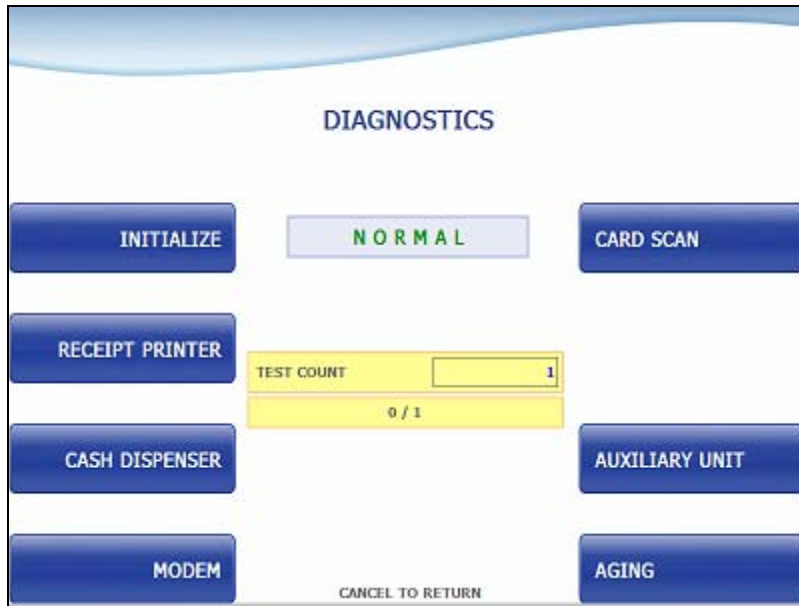 DIAGNOSTICS
INITIALIZE
N O R M A L
CARD SCAN
RECEIPT PRINTER
TEST COUNT 1
0 / 1
CASH DISPENSER
AUXILIARY UNIT
MODEM
AGING
CANCEL TO RETURN